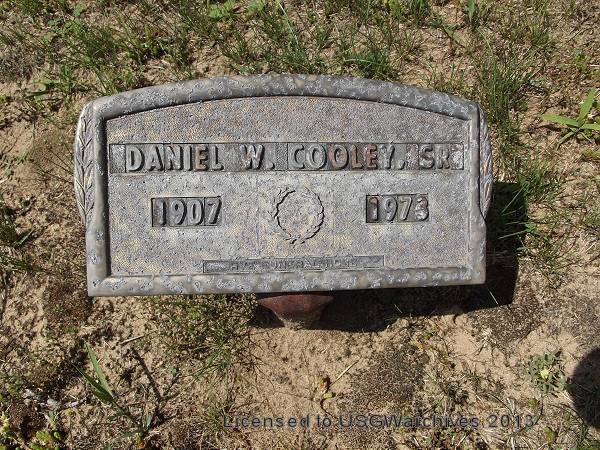 DANIEL W. COOLEY, SR.
1907 1973
Licensed to USGWarchives 2013